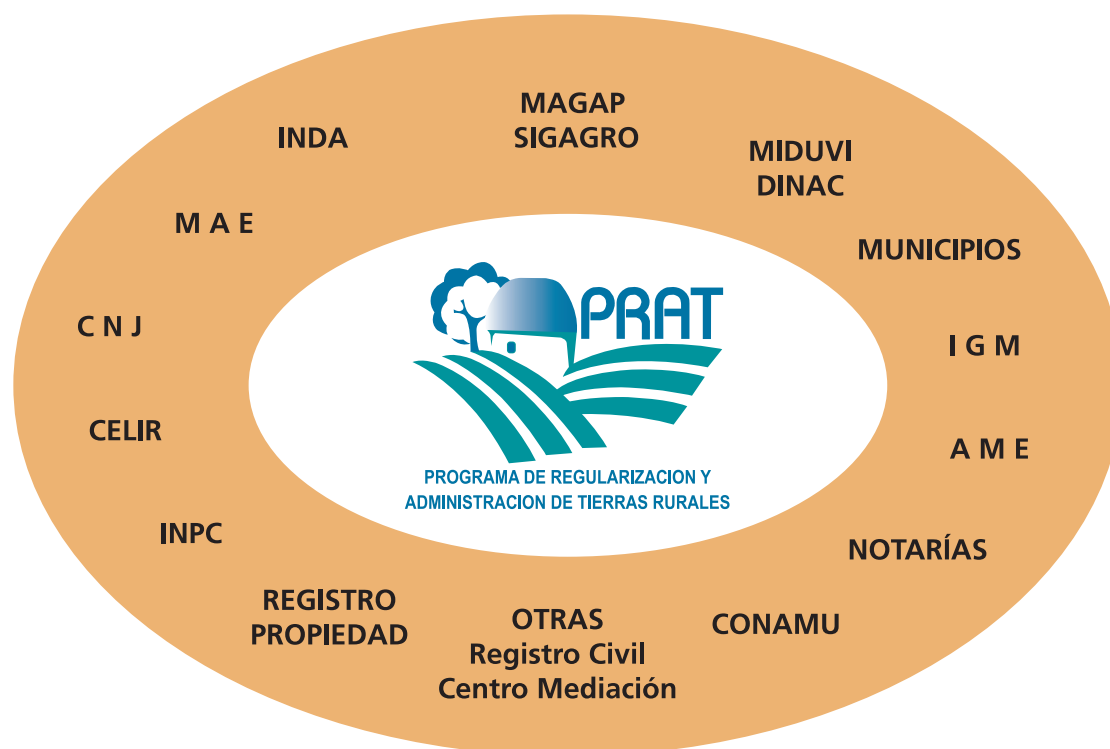 MAGAP
SIGAGRO
INDA
MIDUVI
DINAC
M A E
MUNICIPIOS
C N J
PRAT
I G M
CELIR
A M E
PROGRAMA DE REGULARIZACION Y
ADMINISTRACION DE TIERRAS RURALES
INPC
NOTARÍAS
REGISTRO
PROPIEDAD
OTRAS
Registro Civil
Centro Mediación
CONAMU